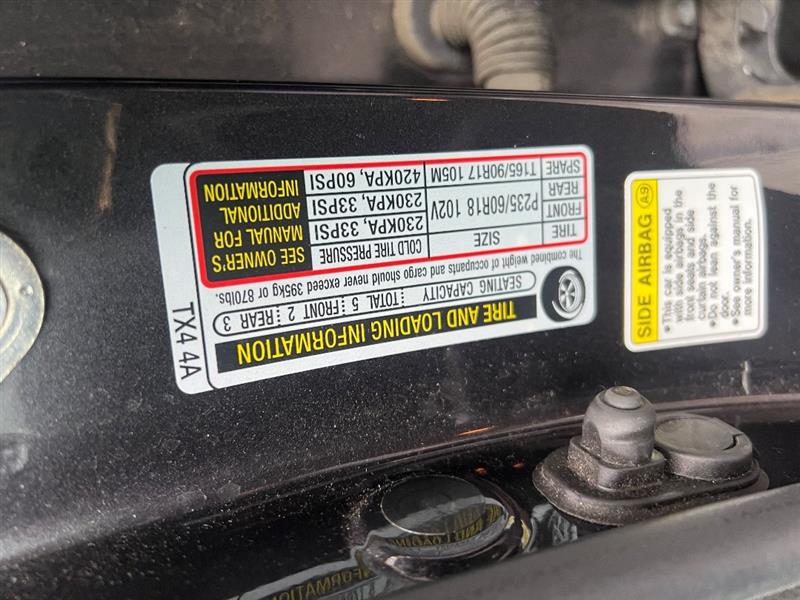 TIRE AND LOADING INFORMATION
SEATING CAPACITY TOTAL 5 FRONT 2 REAR 3
The combined weight of occupants and cargo should never exceed 395kg or 870lbs.
TIRE SIZE COLD TIRE PRESSURE
FRONT P235/60R18 102V 230KPA, 33PSI
REAR 230KPA, 33PSI
SPARE T165/90R17 105M 420KPA, 60PSI
SEE OWNER'S
MANUAL FOR
ADDITIONAL
INFORMATION
TX4 4A
SIDE AIRBAG A9
•This car is equipped
with side airbags in the
front seats and side
curtain airbags.
•Do not lean against the
door.
•See owner's manual for
more information.